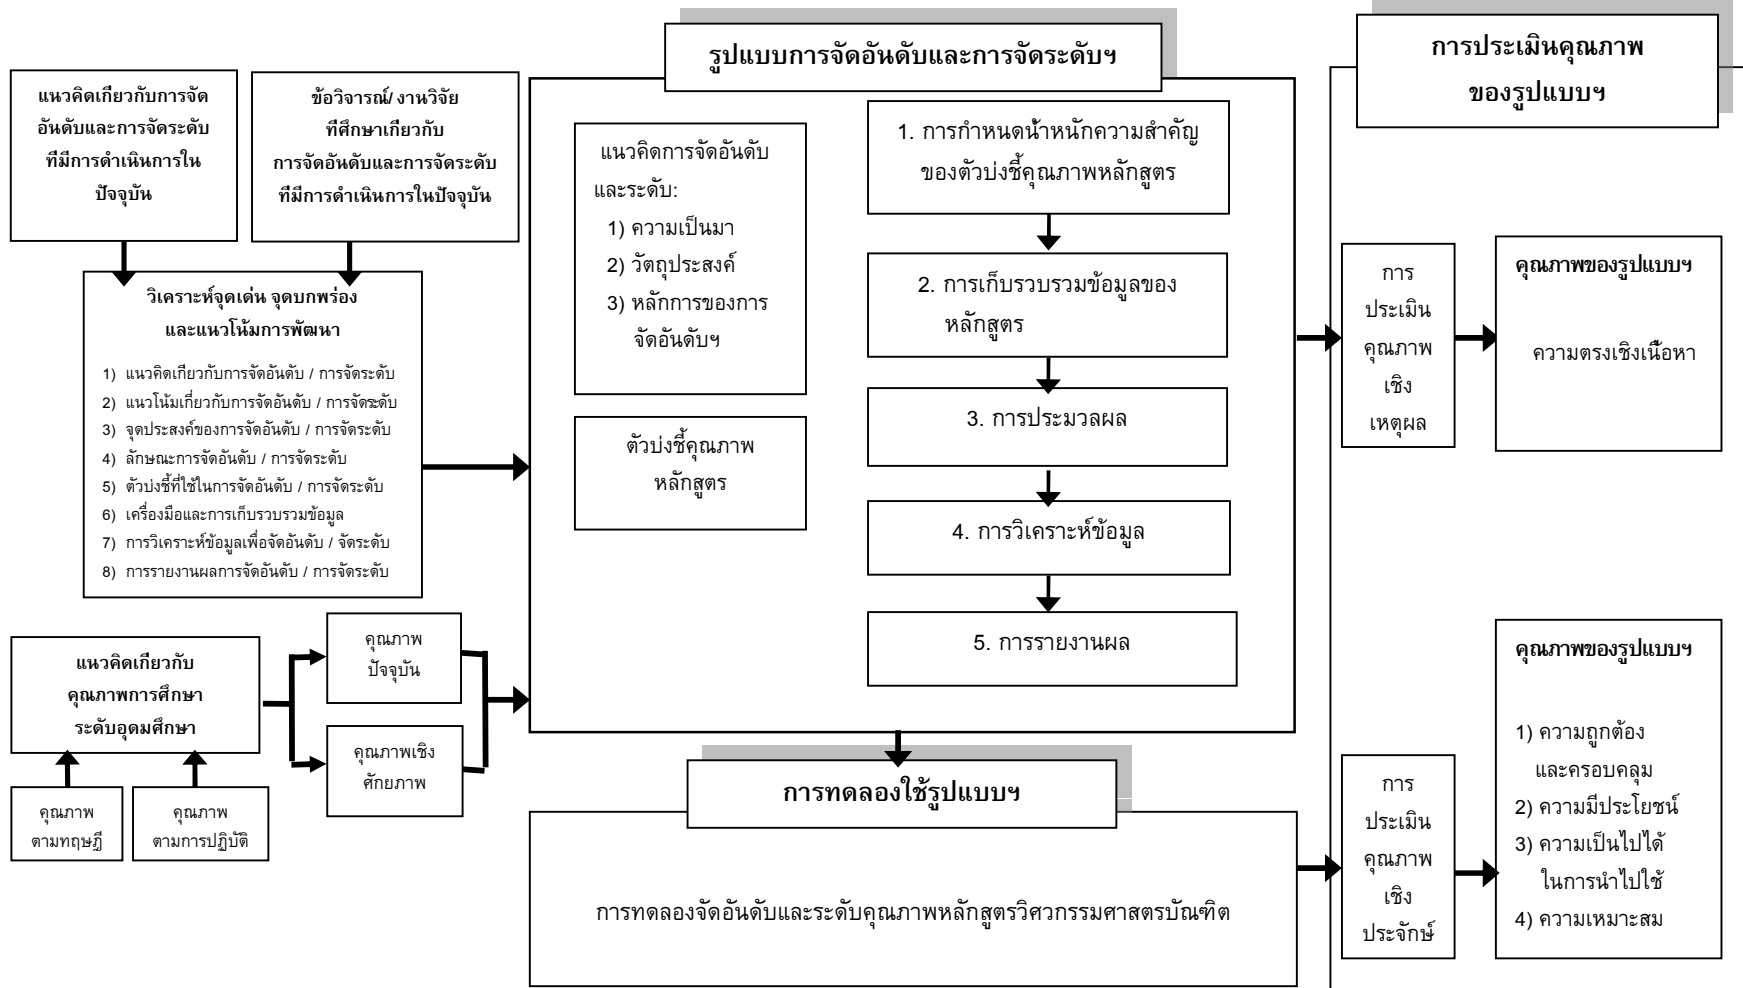 แนวคิดเกี่ยวกับการจัด
อันดับและการจัดระดับ
ที่มีการดำเนินการใน
ปัจจุบัน
ข้อวิจารณ์/ งานวิจัย
ที่ศึกษาเกี่ยวกับ
การจัดอันดับและการจัดระดับ
ที่มีการดำเนินการในปัจจุบัน
วิเคราะห์จุดเด่น จุดบกพร่อง
และแนวโน้มการพัฒนา
1) แนวคิดเกี่ยวกับการจัดอันดับ / การจัดระดับ
2) แนวโน้มเกี่ยวกับการจัดอันดับ / การจัดระดับ
3) จุดประสงค์ของการจัดอันดับ / การจัดระดับ
4) ลักษณะการจัดอันดับ / การจัดระดับ
5) ตัวบ่งชี้ที่ใช้ในการจัดอันดับ / การจัดระดับ
6) เครื่องมือและการเก็บรวบรวมข้อมูล
7) การวิเคราะห์ข้อมูลเพื่อจัดอันดับ / จัดระดับ
8) การรายงานผลการจัดอันดับ / การจัดระดับ
แนวคิดเกี่ยวกับ
คุณภาพการศึกษา
ระดับอุดมศึกษา
คุณภาพ
ตามทฤษฎี
คุณภาพ
ตามการปฏิบัติ
คุณภาพ
ปัจจุบัน
คุณภาพเชิง
ศักยภาพ
รูปแบบการจัดอันดับและการจัดระดับฯ
แนวคิดการจัดอันดับ
และระดับ:
1) ความเป็นมา
2) วัตถุประสงค์
3) หลักการของการ
จัดอันดับฯ
ตัวบ่งชี้คุณภาพ
หลักสูตร
1. การกำหนดน้ำหนักความสำคัญ
ของตัวบ่งชี้คุณภาพหลักสูตร
2. การเก็บรวบรวมข้อมูลของ
หลักสูตร
3. การประมวลผล
4. การวิเคราะห์ข้อมูล
5. การรายงานผล
การทดลองใช้รูปแบบฯ
การทดลองจัดอันดับและระดับคุณภาพหลักสูตรวิศวกรรมศาสตรบัณฑิต
การประเมินคุณภาพ
ของรูปแบบฯ
การ
ประเมิน
คุณภาพ
เชิง
เหตุผล
คุณภาพของรูปแบบฯ
ความตรงเชิงเนื้อหา
การ
ประเมิน
คุณภาพ
เชิง
ประจักษ์
คุณภาพของรูปแบบฯ
1) ความถูกต้อง
และครอบคลุม
2) ความมีประโยชน์
3) ความเป็นไปได้
ในการนำไปใช้
4) ความเหมาะสม